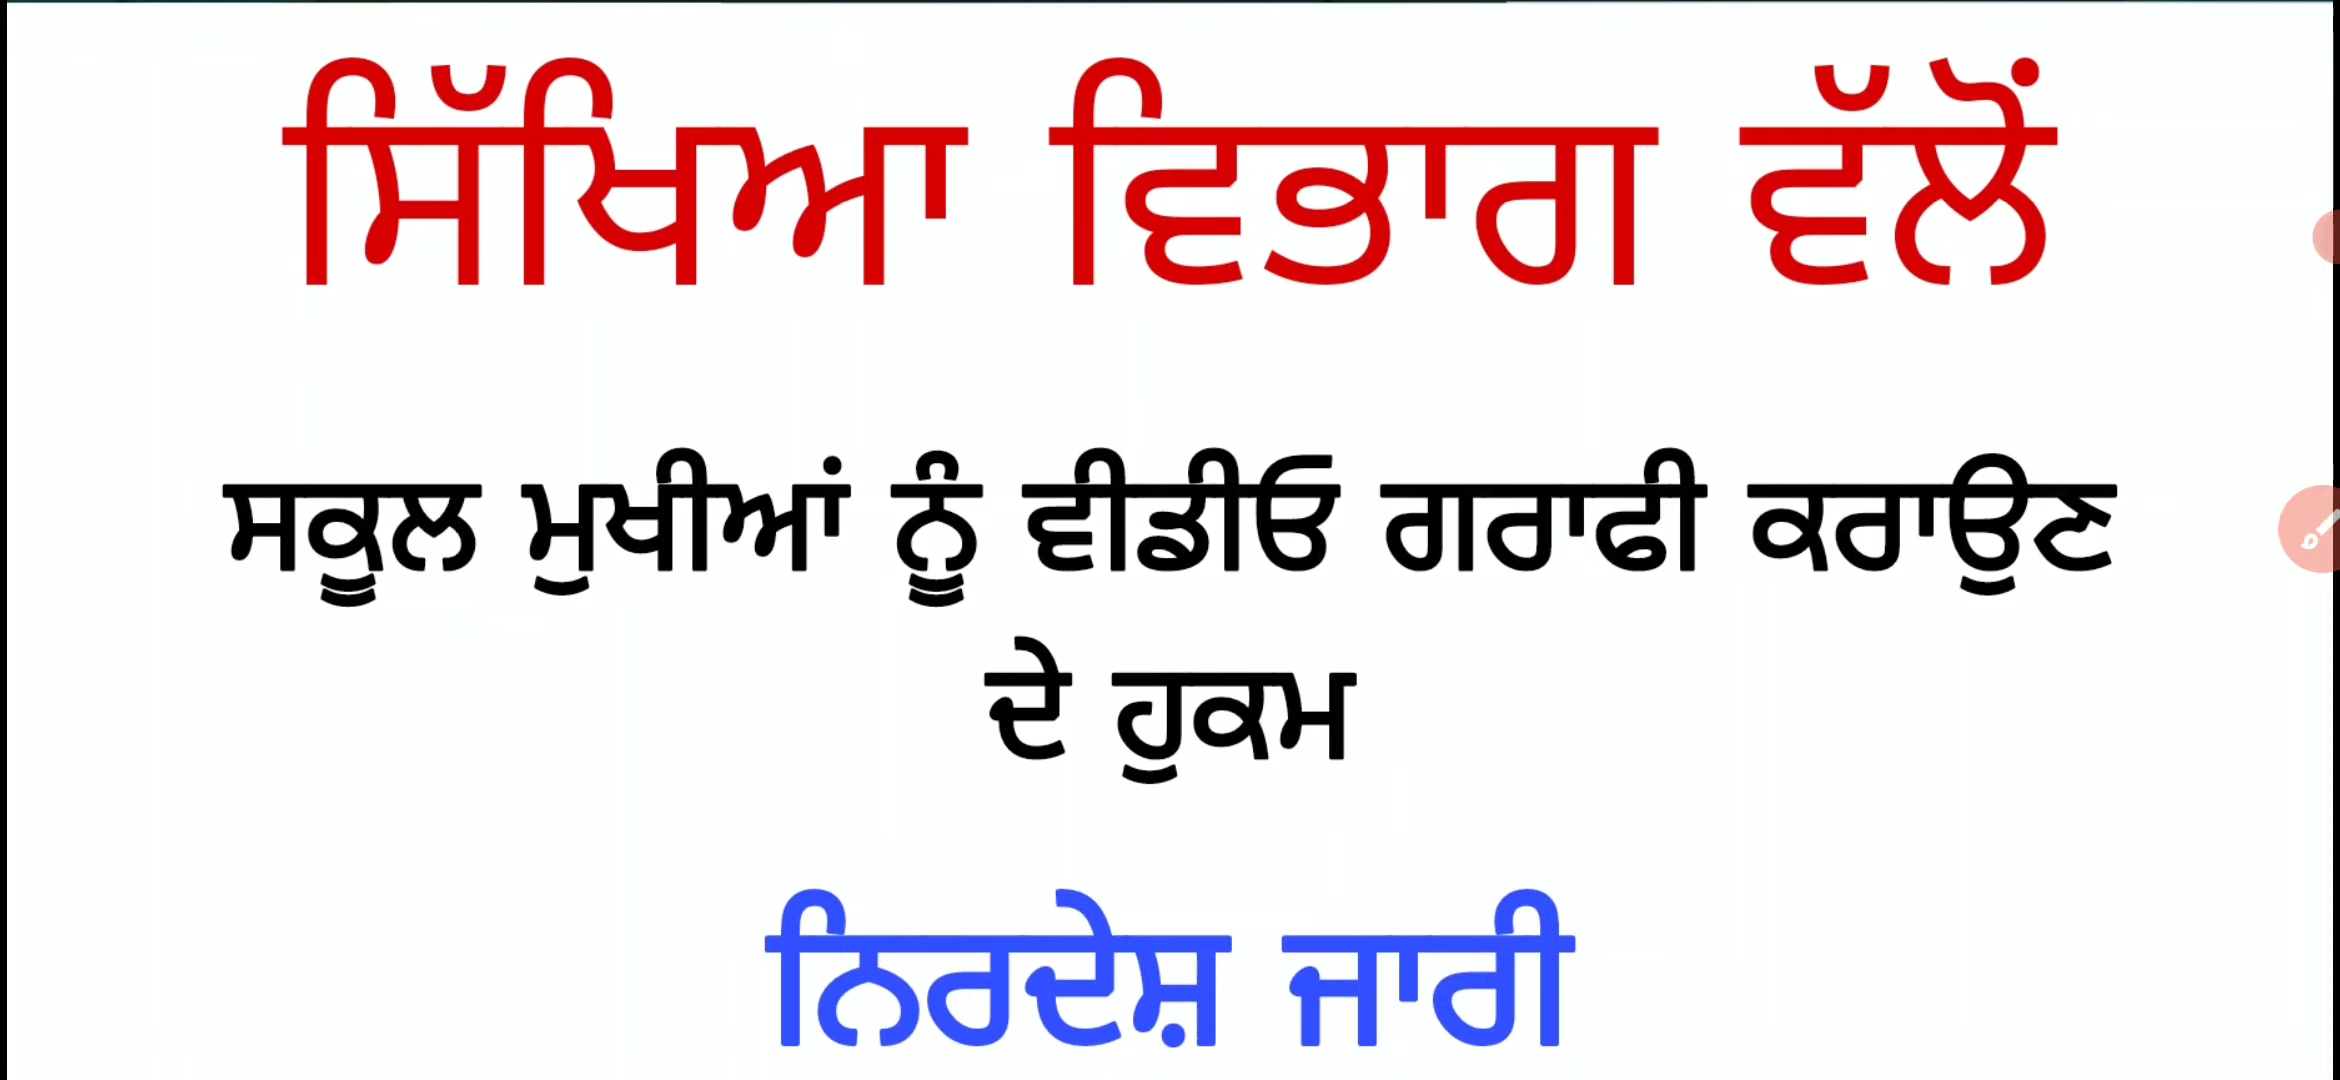 ਸਿੱਖਿਆ ਵਿਭਾਗ ਵੱਲੋਂ
ਸਕੂਲ ਮੁਖੀਆਂ ਨੂੰ ਵੀਡੀਓ ਗਰਾਫੀ ਕਰਾਉਣ
ਦੇ ਹੁਕਮ
ਨਿਰਦੇਸ਼ ਜਾਰੀ